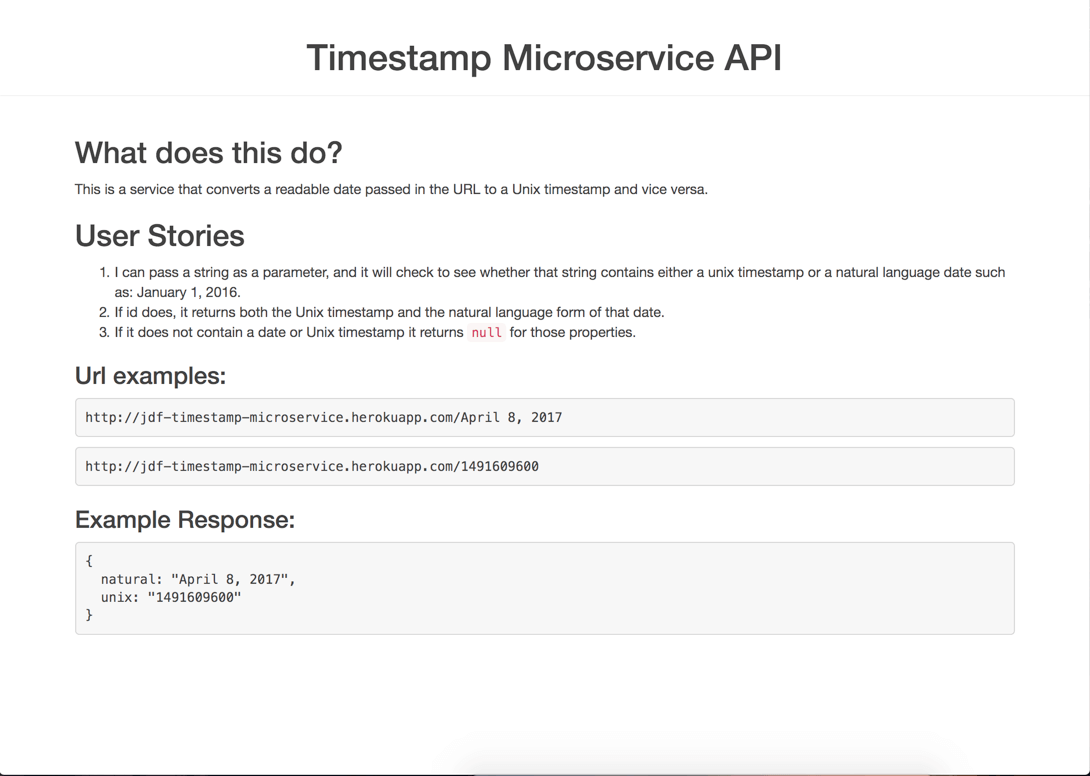 Timestamp Microservice API
What does this do?
This is a service that converts a readable date passed in the URL to a Unix timestamp and vice versa.
User Stories
1. I can pass a string as a parameter, and it will check to see whether that string contains either a unix timestamp or a natural language date such
as: January 1, 2016.
2. If id does, it returns both the Unix timestamp and the natural language form of that date.
3. If it does not contain a date or Unix timestamp it returns null for those properties.
Url examples:
http://jdf-timestamp-microservice.herokuapp.com/April 8, 2017
http://jdf-timestamp-microservice.herokuapp.com/1491609600
Example Response:
{
  natural: "April 8, 2017",
  unix: "1491609600"
}